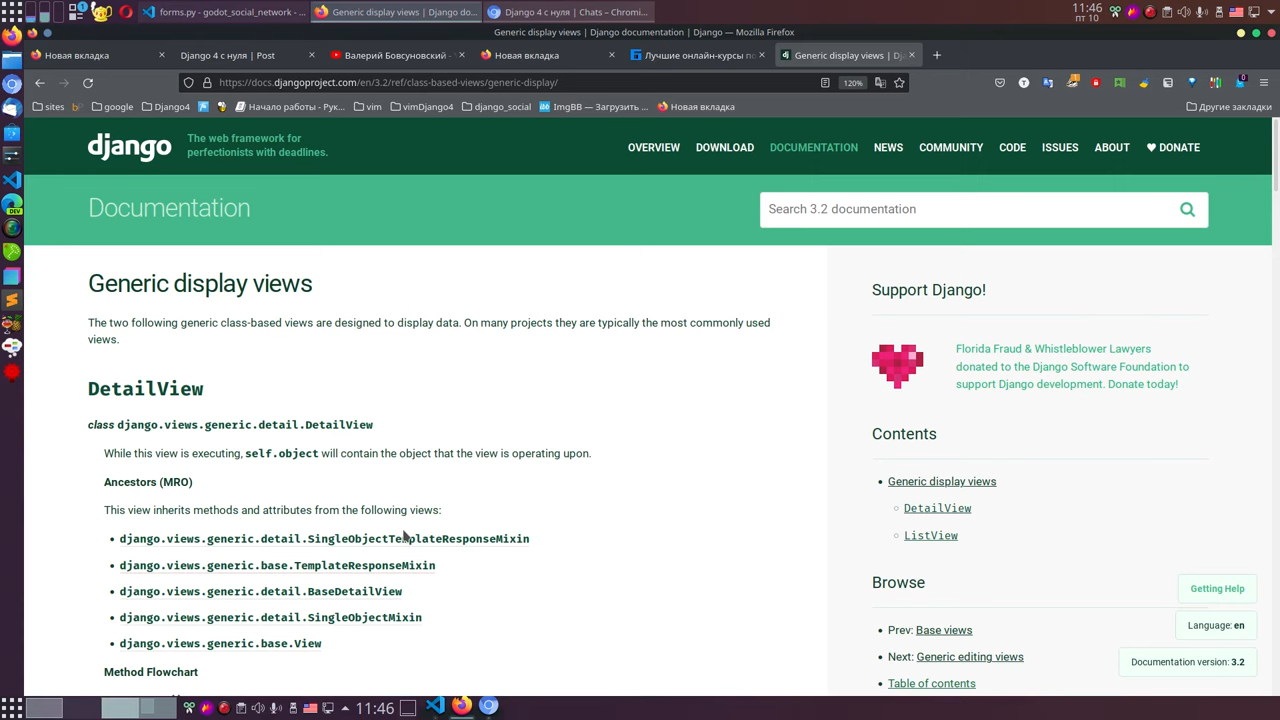 forms.py - godot_social_network - ...
Generic display views | Django do...
Django 4 с нуля | Chats – Chromi...
11:46
пт 10
Generic display views | Django documentation | Django — Mozilla Firefox
Новая вкладка
Django 4 с нуля | Post
Валерий Бовсуновский -
Новая вкладка
Лучшие онлайн-курсы по
Generic display views | Dja
https://docs.djangoproject.com/en/3.2/ref/class-based-views/generic-display/
120%
sites
google
Django4
Начало работы - Рук...
vim
vimDjango4
django_social
ImgBB — Загрузить ...
Новая вкладка
Другие закладки
django
The web framework for
perfectionists with deadlines.
OVERVIEW
DOWNLOAD
DOCUMENTATION
NEWS
COMMUNITY
CODE
ISSUES
ABOUT
♥ DONATE
Documentation
Search 3.2 documentation
Generic display views
The two following generic class-based views are designed to display data. On many projects they are typically the most commonly used
views.
DetailView
class django.views.generic.detail.DetailView
While this view is executing, self.object will contain the object that the view is operating upon.
Ancestors (MRO)
This view inherits methods and attributes from the following views:
• django.views.generic.detail.SingleObjectTemplateResponseMixin
• django.views.generic.base.TemplateResponseMixin
• django.views.generic.detail.BaseDetailView
• django.views.generic.detail.SingleObjectMixin
• django.views.generic.base.View
Method Flowchart
Support Django!
Florida Fraud & Whistleblower Lawyers
donated to the Django Software Foundation to
support Django development. Donate today!
Contents
• Generic display views
◦ DetailView
◦ ListView
Browse
• Prev: Base views
• Next: Generic editing views
• Table of contents
Getting Help
Language: en
Documentation version: 3.2
DEV
11:46